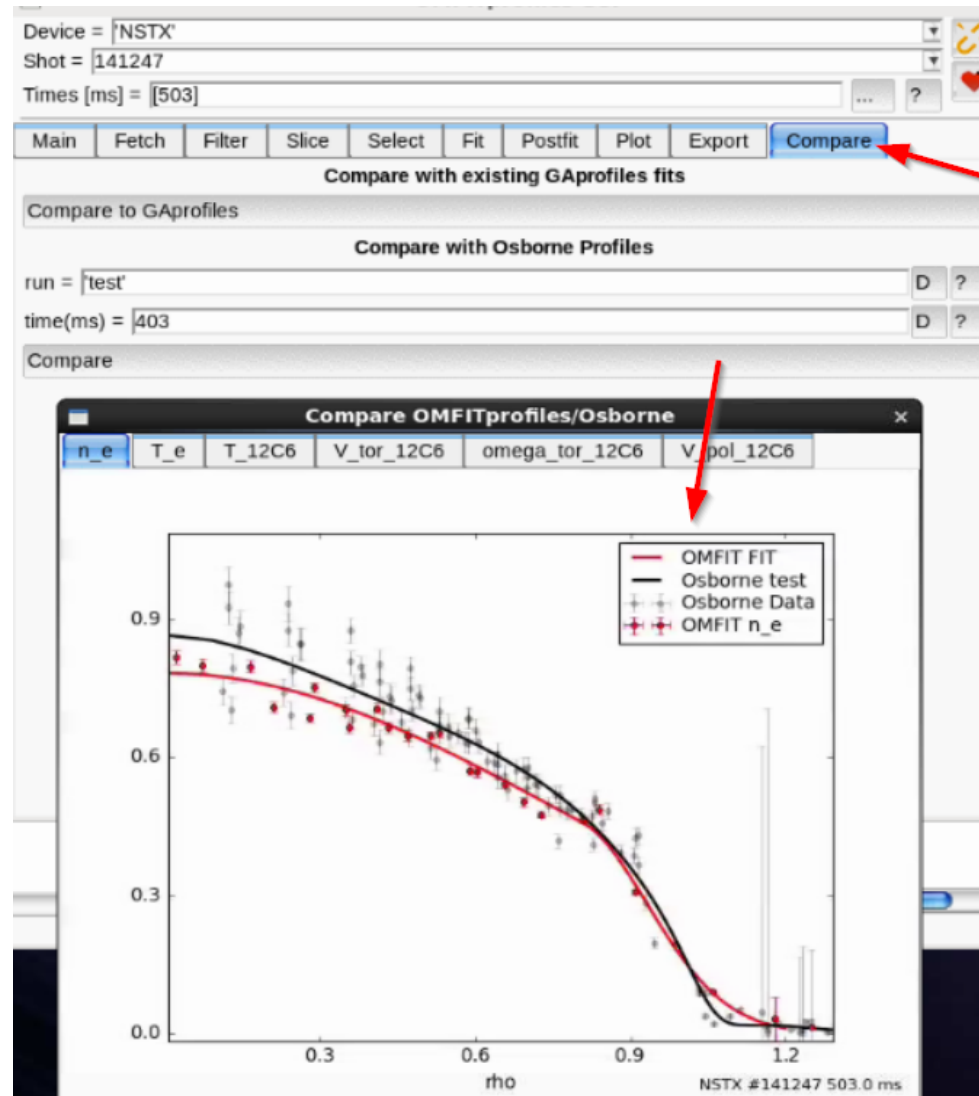 Device = 'NSTX'
Shot = 141247
Times [ms] = [503] ... ?
Main Fetch Filter Slice Select Fit Postfit Plot Export Compare
Compare with existing GAprofiles fits
Compare to GAprofiles
Compare with Osborne Profiles
run = 'test' D ?
time(ms) = 403 D ?
Compare
Compare OMFITprofiles/Osborne ×
n_e T_e T_12C6 V_tor_12C6 omega_tor_12C6 V_pol_12C6
OMFIT FIT
Osborne test
Osborne Data
OMFIT n_e
0.9
0.6
0.3
0.0
0.3 0.6 0.9 1.2
rho
NSTX #141247 503.0 ms